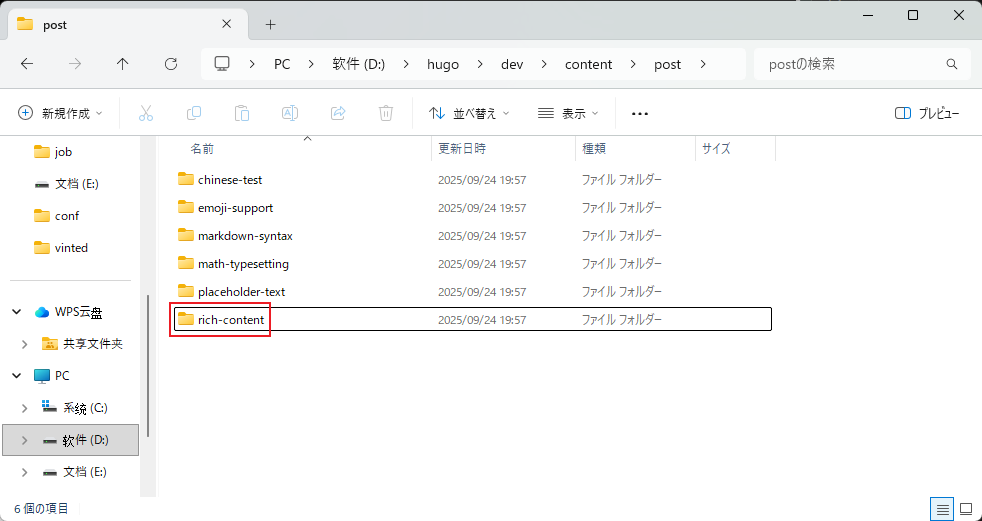 post
PC 软件 (D:) hugo dev content post
postの検索
新規作成 並べ替え 表示 プレビュー
名前 更新日時 種類 サイズ
job
文档 (E:)
conf
vinted
WPS云盘
共享文件夹
PC
系统 (C:)
软件 (D:)
文档 (E:)
chinese-test 2025/09/24 19:57 ファイル フォルダー
emoji-support 2025/09/24 19:57 ファイル フォルダー
markdown-syntax 2025/09/24 19:57 ファイル フォルダー
math-typesetting 2025/09/24 19:57 ファイル フォルダー
placeholder-text 2025/09/24 19:57 ファイル フォルダー
rich-content 2025/09/24 19:57 ファイル フォルダー
6 個の項目